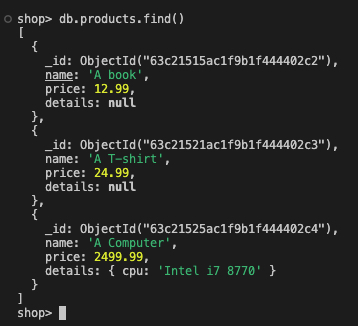 shop> db.products.find()
[
  {
    _id: ObjectId("63c21515ac1f9b1f444402c2"),
    name: 'A book',
    price: 12.99,
    details: null
  },
  {
    _id: ObjectId("63c21525ac1f9b1f444402c3"),
    name: 'A T-shirt',
    price: 24.99,
    details: null
  },
  {
    _id: ObjectId("63c21525ac1f9b1f444402c4"),
    name: 'A Computer',
    price: 2499.99,
    details: { cpu: 'Intel i7 8770' }
  }
]
shop>